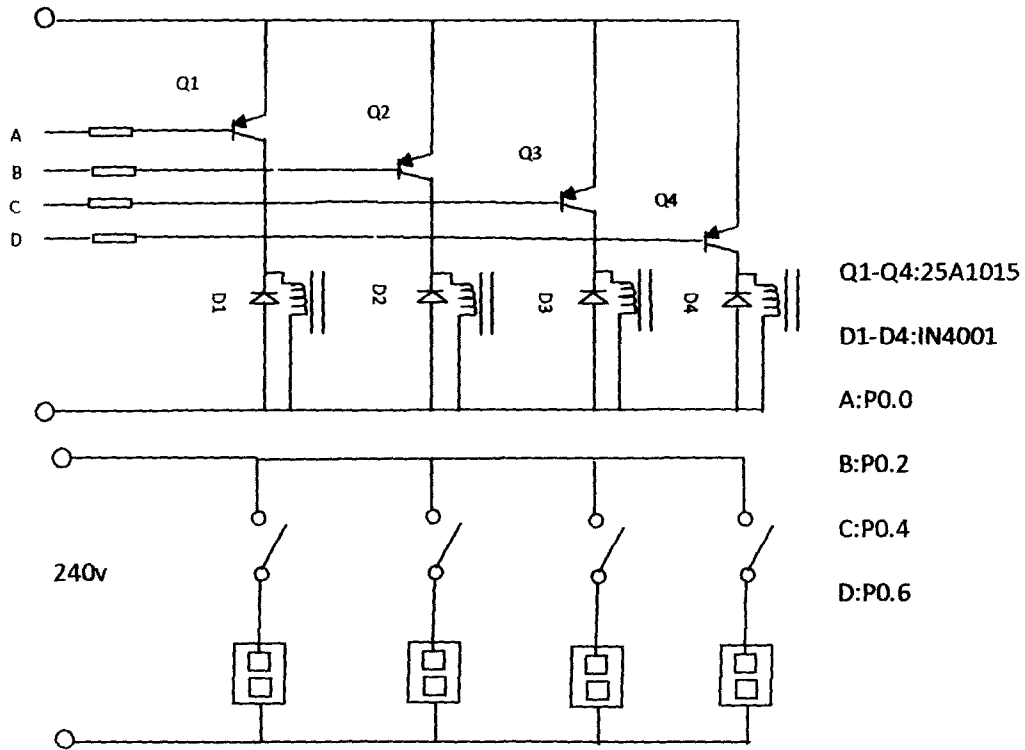 Q1
Q2
Q3
Q4
A
B
C
D
D1
D2
D3
D4
Q1-Q4:25A1015
D1-D4:IN4001
A:P0.0
B:P0.2
C:P0.4
D:P0.6
240v